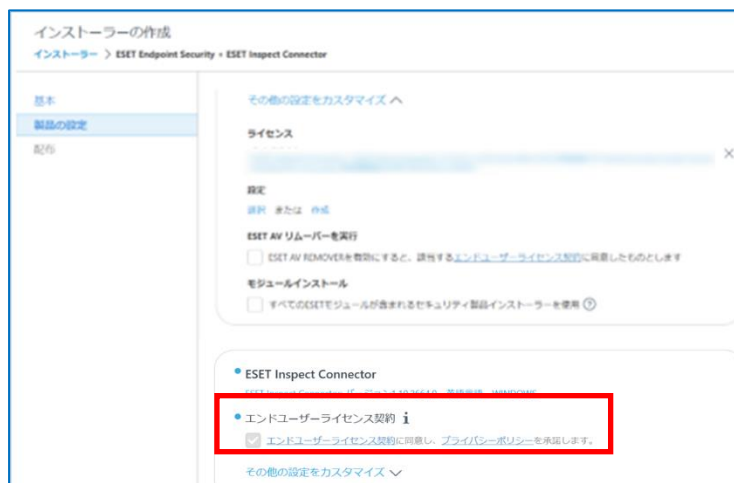 インストーラーの作成
インストーラー > ESET Endpoint Security + ESET Inspect Connector
基本
製品の設定
配布
その他の設定をカスタマイズ
ライセンス
設定
選択 または 作成
ESET AV リムーバーを実行
ESET AV REMOVERを有効にすると、該当するエンドユーザーライセンス契約に同意したものとします
モジュールインストール
すべてのESETモジュールが含まれるセキュリティ製品インストーラーを使用
ESET Inspect Connector
ESET Inspect Connector
エンドユーザーライセンス契約
エンドユーザーライセンス契約に同意し、プライバシーポリシーを承諾します。
その他の設定をカスタマイズ